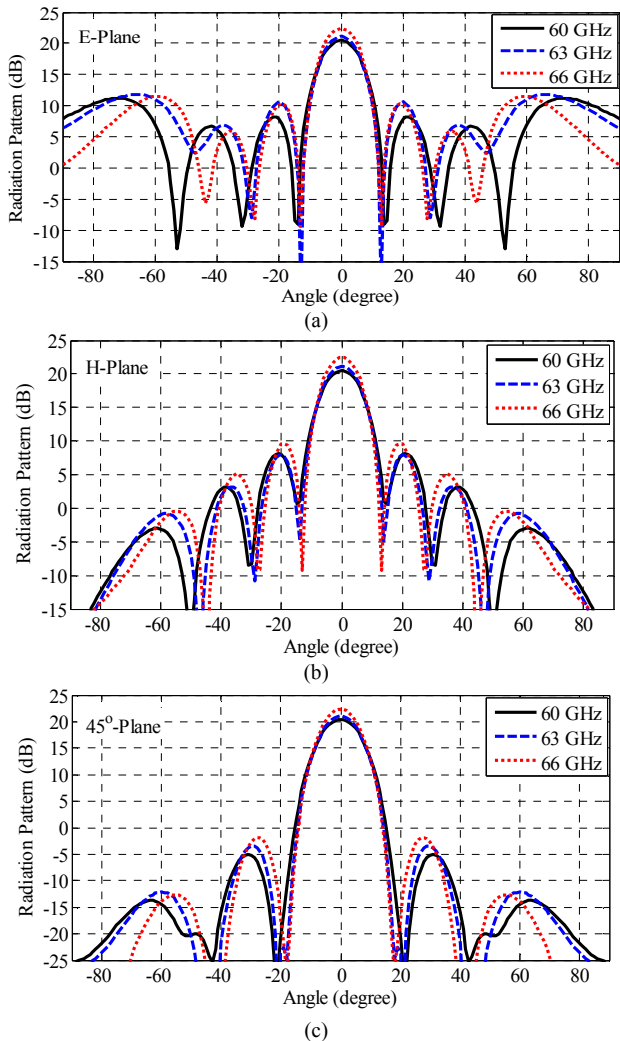 25
20
15
10
5
0
-5
-10
-15
Radiation Pattern (dB)
E-Plane
60 GHz
63 GHz
66 GHz
-80 -60 -40 -20 0 20 40 60 80
Angle (degree)
(a)
25
20
15
10
5
0
-5
-10
-15
Radiation Pattern (dB)
H-Plane
60 GHz
63 GHz
66 GHz
-80 -60 -40 -20 0 20 40 60 80
Angle (degree)
(b)
25
20
15
10
5
0
-5
-10
-15
-20
-25
Radiation Pattern (dB)
45°-Plane
60 GHz
63 GHz
66 GHz
-80 -60 -40 -20 0 20 40 60 80
Angle (degree)
(c)